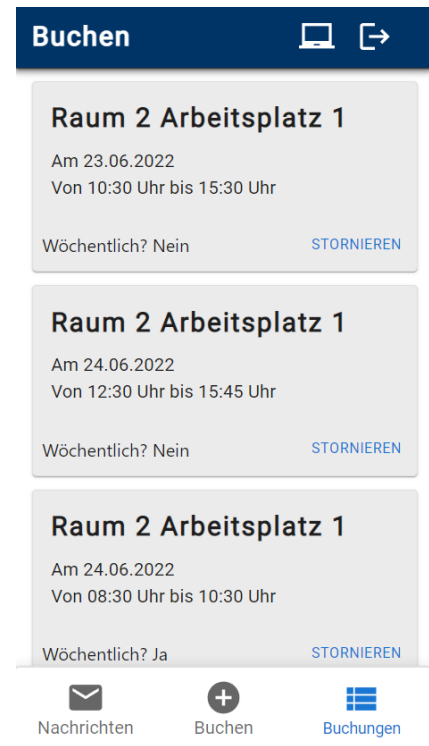 Buchen
Raum 2 Arbeitsplatz 1
Am 23.06.2022
Von 10:30 Uhr bis 15:30 Uhr
Wöchentlich? Nein STORNIEREN
Raum 2 Arbeitsplatz 1
Am 24.06.2022
Von 12:30 Uhr bis 15:45 Uhr
Wöchentlich? Nein STORNIEREN
Raum 2 Arbeitsplatz 1
Am 24.06.2022
Von 08:30 Uhr bis 10:30 Uhr
Wöchentlich? Ja STORNIEREN
Nachrichten Buchen Buchungen